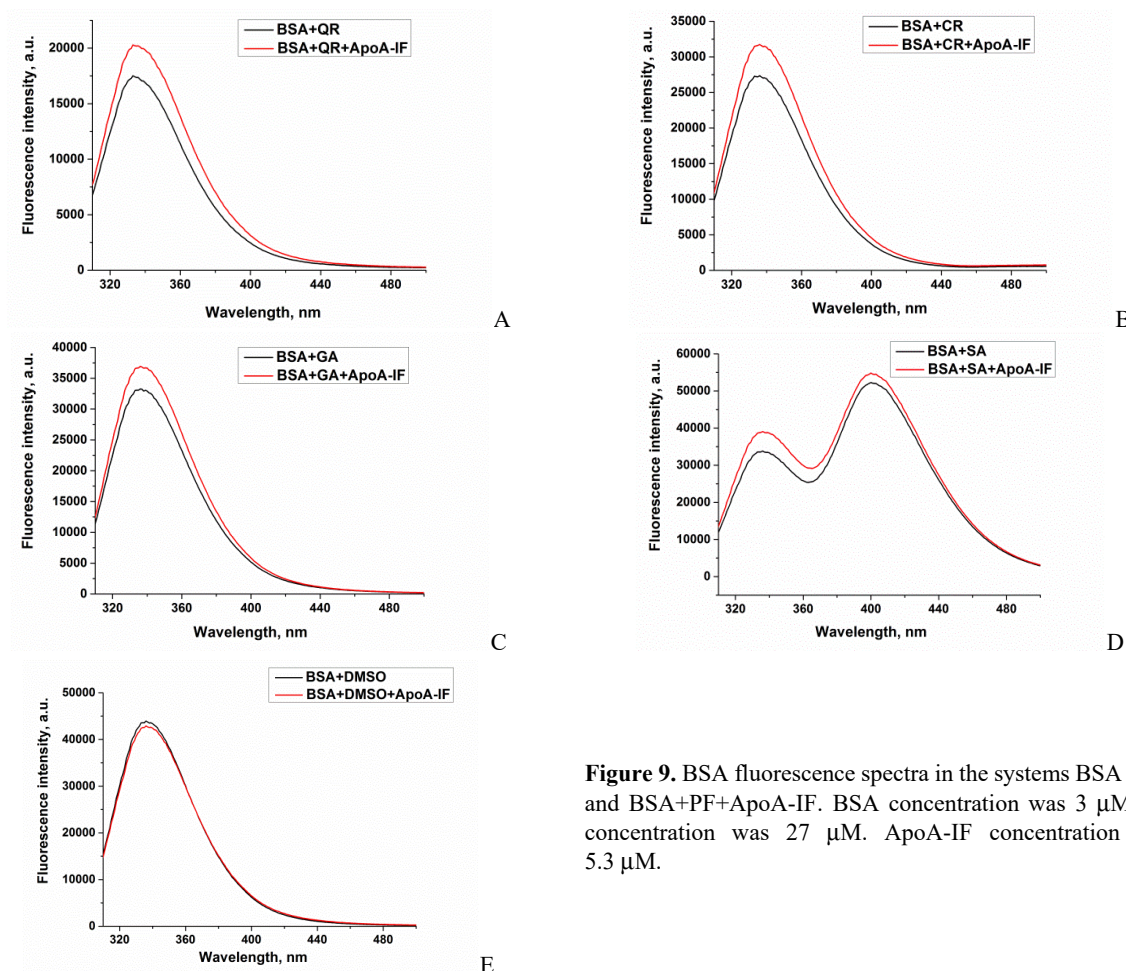 BSA+QR
BSA+QR+ApoA-IF
Fluorescence intensity, a.u.
20000
15000
10000
5000
0
320 360 400 440 480
Wavelength, nm
A
BSA+CR
BSA+CR+ApoA-IF
Fluorescence intensity, a.u.
35000
30000
25000
20000
15000
10000
5000
0
320 360 400 440 480
Wavelength, nm
B
BSA+GA
BSA+GA+ApoA-IF
Fluorescence intensity, a.u.
40000
35000
30000
25000
20000
15000
10000
5000
0
320 360 400 440 480
Wavelength, nm
C
BSA+SA
BSA+SA+ApoA-IF
Fluorescence intensity, a.u.
60000
50000
40000
30000
20000
10000
0
320 360 400 440 480
Wavelength, nm
D
BSA+DMSO
BSA+DMSO+ApoA-IF
Fluorescence intensity, a.u.
50000
40000
30000
20000
10000
0
320 360 400 440 480
Wavelength, nm
E
Figure 9. BSA fluorescence spectra in the systems BSA
and BSA+PF+ApoA-IF. BSA concentration was 3 μM
concentration was 27 μM. ApoA-IF concentration
5.3 μM.